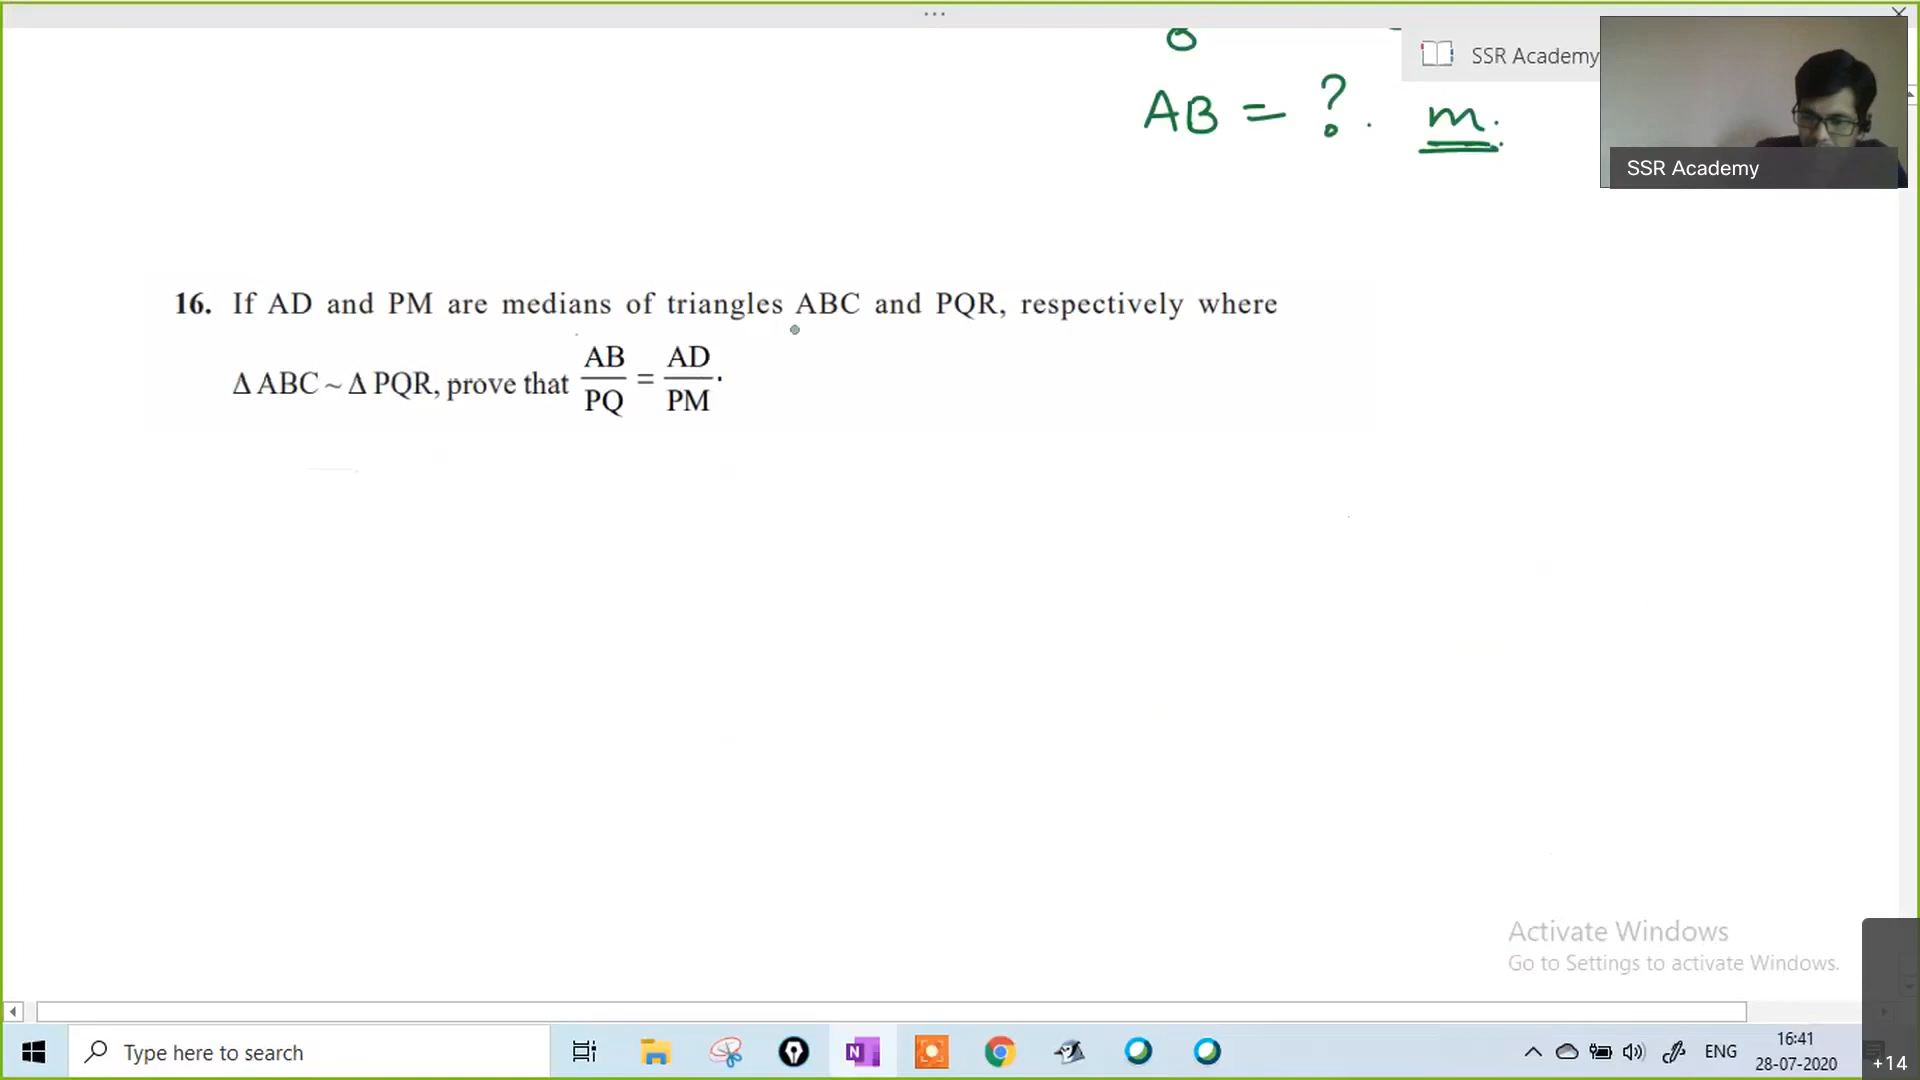 SSR Academy
AB = ? . m.
SSR Academy
16. If AD and PM are medians of triangles ABC and PQR, respectively where
Δ ABC ~ Δ PQR, prove that AB/PQ = AD/PM.
Activate Windows
Go to Settings to activate Windows.
Type here to search
ENG
16:41
28-07-2020
+14